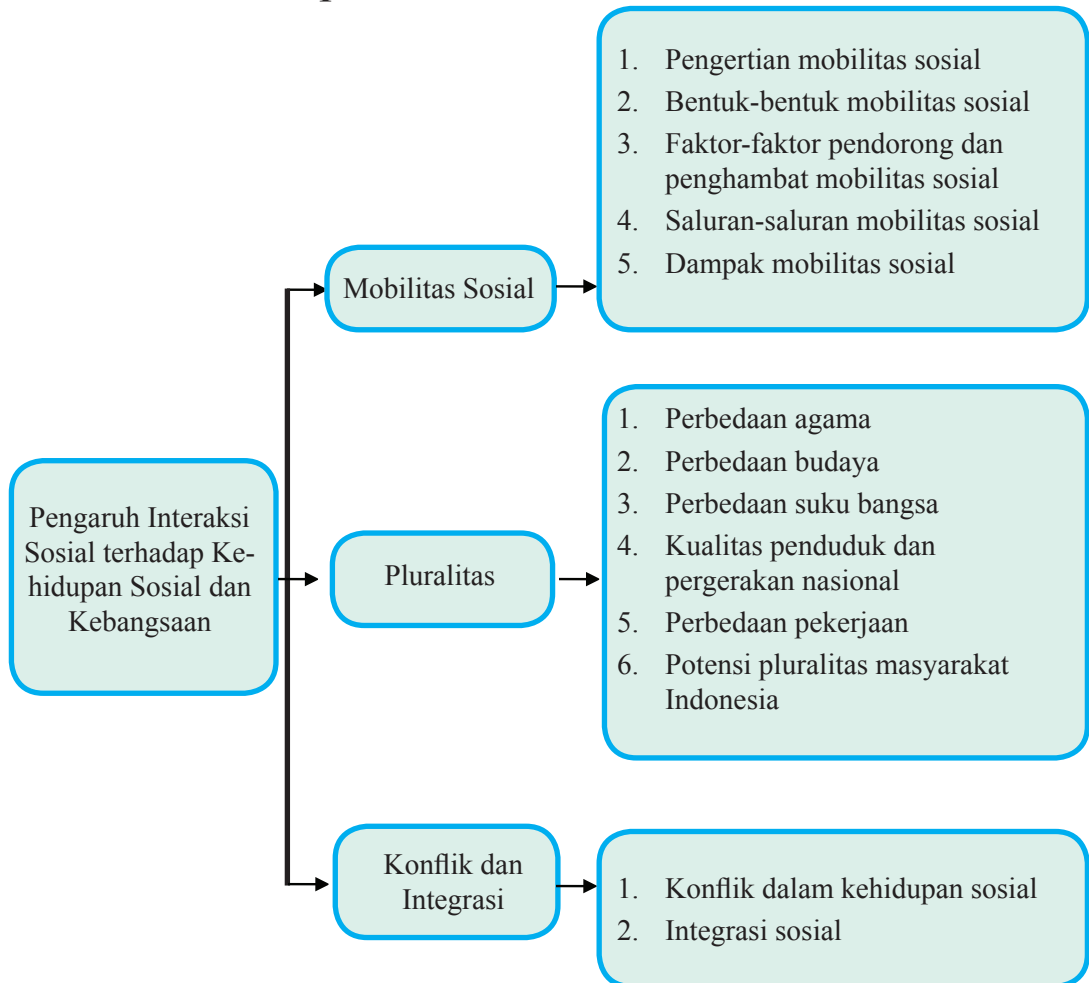 Pengaruh Interaksi
Sosial terhadap Ke-
hidupan Sosial dan
Kebangsaan
Mobilitas Sosial
1. Pengertian mobilitas sosial
2. Bentuk-bentuk mobilitas sosial
3. Faktor-faktor pendorong dan
penghambat mobilitas sosial
4. Saluran-saluran mobilitas sosial
5. Dampak mobilitas sosial
Pluralitas
1. Perbedaan agama
2. Perbedaan budaya
3. Perbedaan suku bangsa
4. Kualitas penduduk dan
pergerakan nasional
5. Perbedaan pekerjaan
6. Potensi pluralitas masyarakat
Indonesia
Konflik dan
Integrasi
1. Konflik dalam kehidupan sosial
2. Integrasi sosial